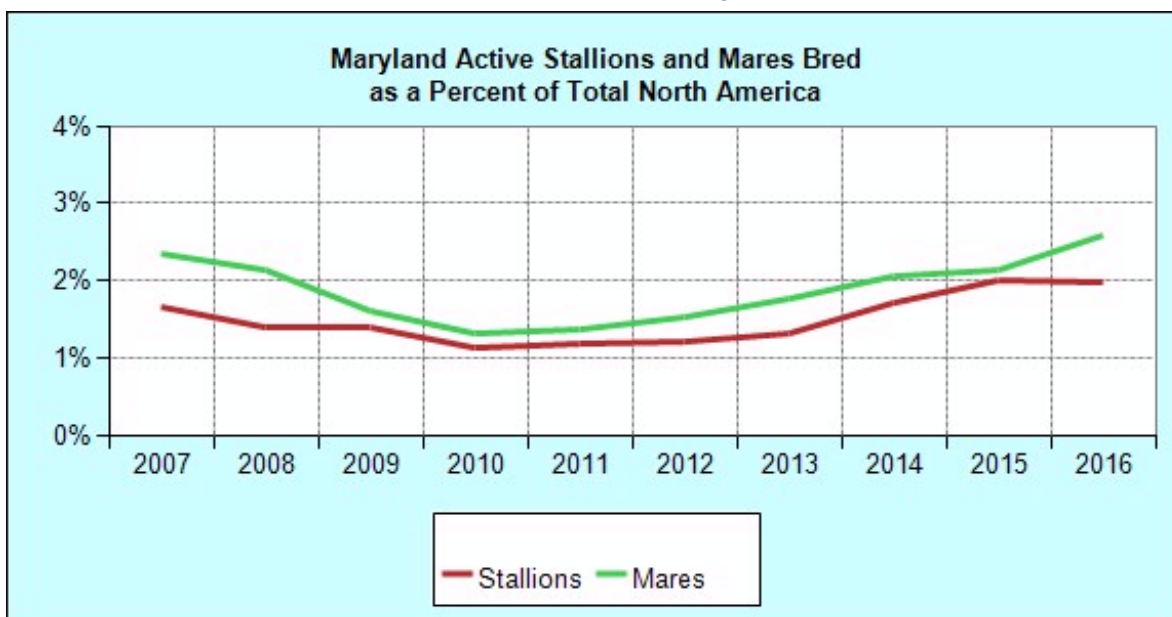 Maryland Active Stallions and Mares Bred
as a Percent of Total North America
4%
3%
2%
1%
0%
2007 2008 2009 2010 2011 2012 2013 2014 2015 2016
Stallions Mares